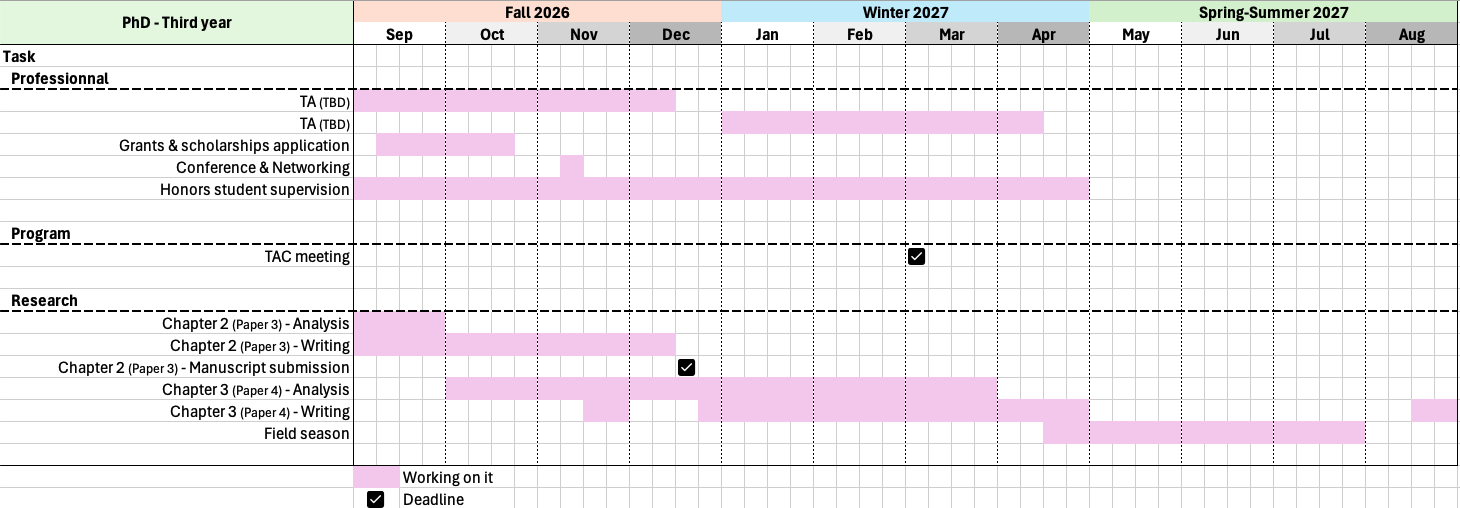 PhD - Third year
Fall 2026 Winter 2027 Spring-Summer 2027
Sep Oct Nov Dec Jan Feb Mar Apr May Jun Jul Aug
Task
Professionnal
TA (TBD)
TA (TBD)
Grants & scholarships application
Conference & Networking
Honors student supervision
Program
TAC meeting
Research
Chapter 2 (Paper 3) - Analysis
Chapter 2 (Paper 3) - Writing
Chapter 2 (Paper 3) - Manuscript submission
Chapter 3 (Paper 4) - Analysis
Chapter 3 (Paper 4) - Writing
Field season
Working on it
Deadline